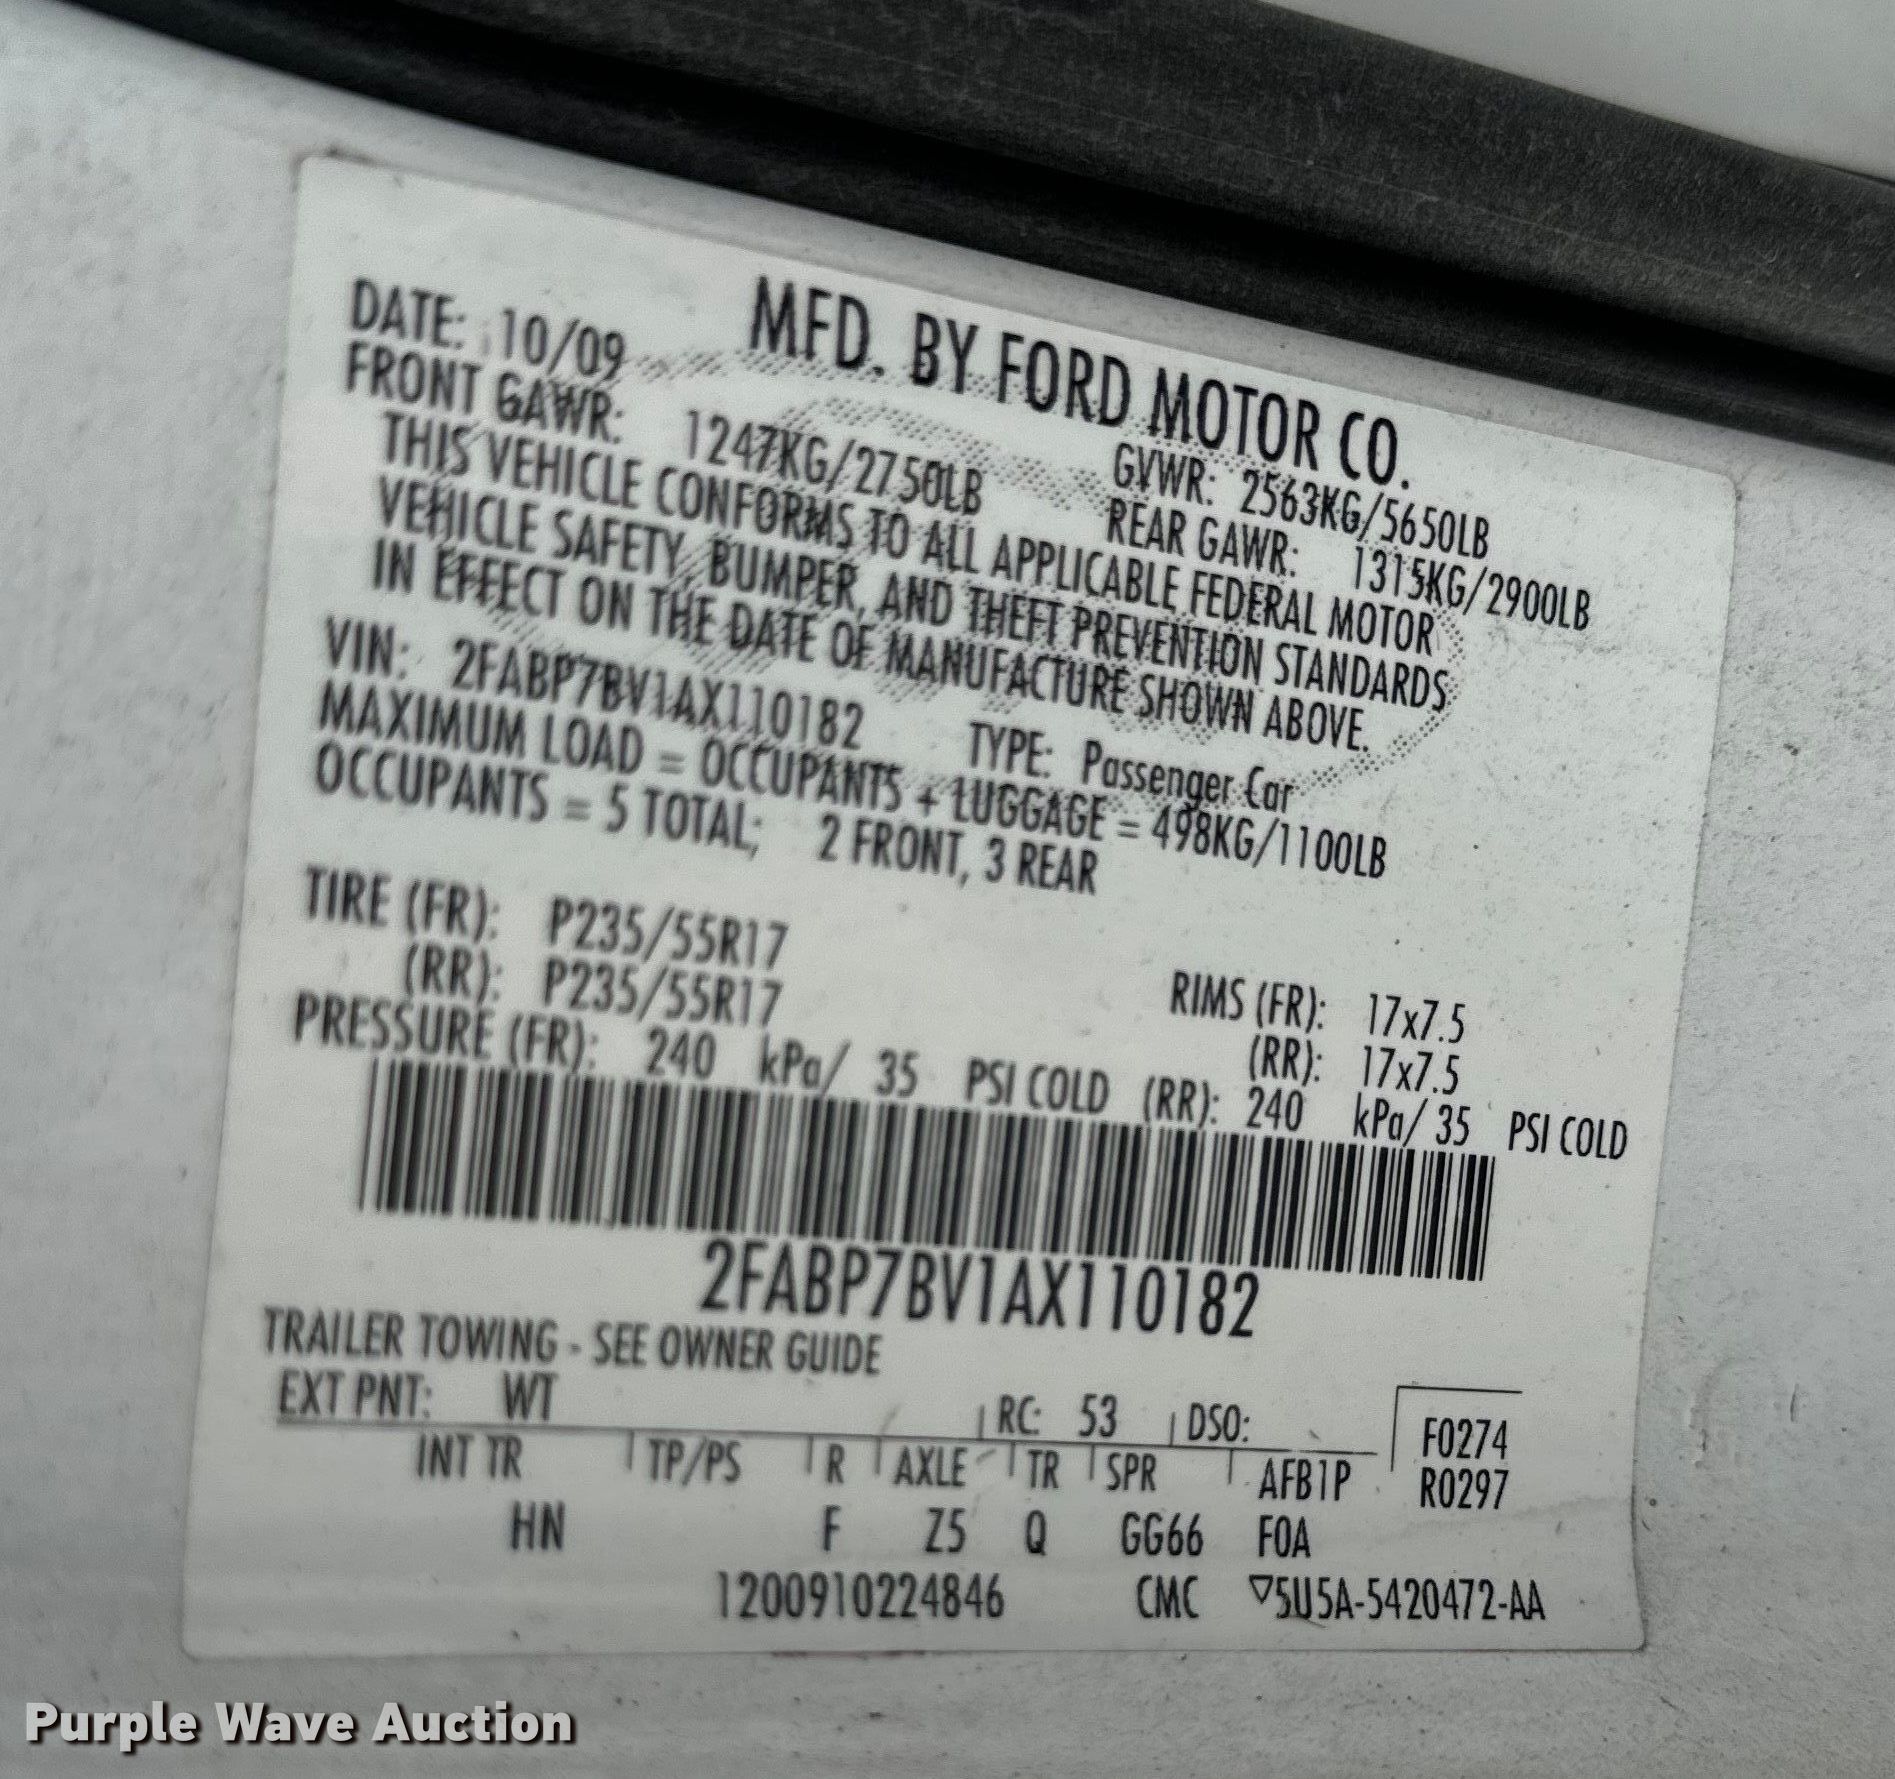 MFD. BY FORD MOTOR CO.
DATE: 10/09
GVWR: 2563KG/5650LB
FRONT GAWR: 1247KG/2750LB
REAR GAWR: 1315KG/2900LB
THIS VEHICLE CONFORMS TO ALL APPLICABLE FEDERAL MOTOR
VEHICLE SAFETY, BUMPER, AND THEFT PREVENTION STANDARDS
IN EFFECT ON THE DATE OF MANUFACTURE SHOWN ABOVE.
VIN: 2FABP7BV1AX110182 TYPE: Passenger Car
MAXIMUM LOAD = OCCUPANTS + LUGGAGE = 498KG/1100LB
OCCUPANTS = 5 TOTAL; 2 FRONT, 3 REAR
TIRE (FR): P235/55R17 RIMS (FR): 17x7.5
(RR): P235/55R17 (RR): 17x7.5
PRESSURE (FR): 240 kPa/ 35 PSI COLD (RR): 240 kPa/ 35 PSI COLD
2FABP7BV1AX110182
TRAILER TOWING - SEE OWNER GUIDE
EXT PNT: WT RC: 53 DSO: F0274
INT TR TP/PS R AXLE TR SPR AFB1P R0297
HN F Z5 Q GG66 F0A
1200910224846 CMC ▽5U5A-5420472-AA
Purple Wave Auction